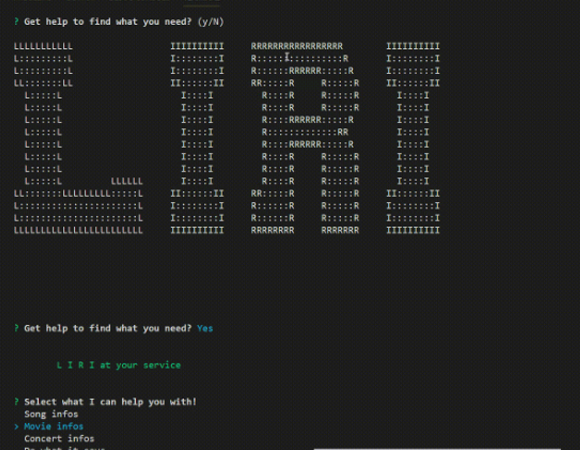 ? Get help to find what you need? (y/N)
LLLLLLLLLLL                   IIIIIIIIII     RRRRRRRRRRRRRRRRR        IIIIIIIIII
L:::::::::L                   I::::::::I     R::::::::::::::::R       I::::::::I
L:::::::::L                   I::::::::I     R::::::RRRRRR:::::R      I::::::::I
LL:::::::LL                   II::::::II     RR:::::R     R:::::R     II::::::II
  L:::::L                       I::::I         R::::R     R:::::R       I::::I
  L:::::L                       I::::I         R::::R     R:::::R       I::::I
  L:::::L                       I::::I         R::::RRRRRR:::::R        I::::I
  L:::::L                       I::::I         R:::::::::::::RR         I::::I
  L:::::L                       I::::I         R::::RRRRRR:::::R        I::::I
  L:::::L                       I::::I         R::::R     R:::::R       I::::I
  L:::::L                       I::::I         R::::R     R:::::R       I::::I
  L:::::L         LLLLLL        I::::I         R::::R     R:::::R       I::::I
LL:::::::LLLLLLLLL:::::L      II::::::II     RR:::::R     R:::::R     II::::::II
L::::::::::::::::::::::L      I::::::::I     R::::::R     R:::::R     I::::::::I
L::::::::::::::::::::::L      I::::::::I     R::::::R     R:::::R     I::::::::I
LLLLLLLLLLLLLLLLLLLLLLLL      IIIIIIIIII     RRRRRRRR     RRRRRRR     IIIIIIIIII
? Get help to find what you need? Yes
L I R I at your service
? Select what I can help you with!
Song infos
> Movie infos
Concert infos